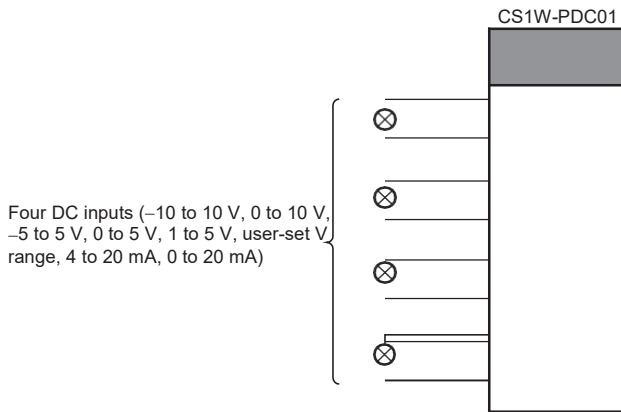 CS1W-PDC01
Four DC inputs (–10 to 10 V, 0 to 10 V,
–5 to 5 V, 0 to 5 V, 1 to 5 V, user-set V
range, 4 to 20 mA, 0 to 20 mA)